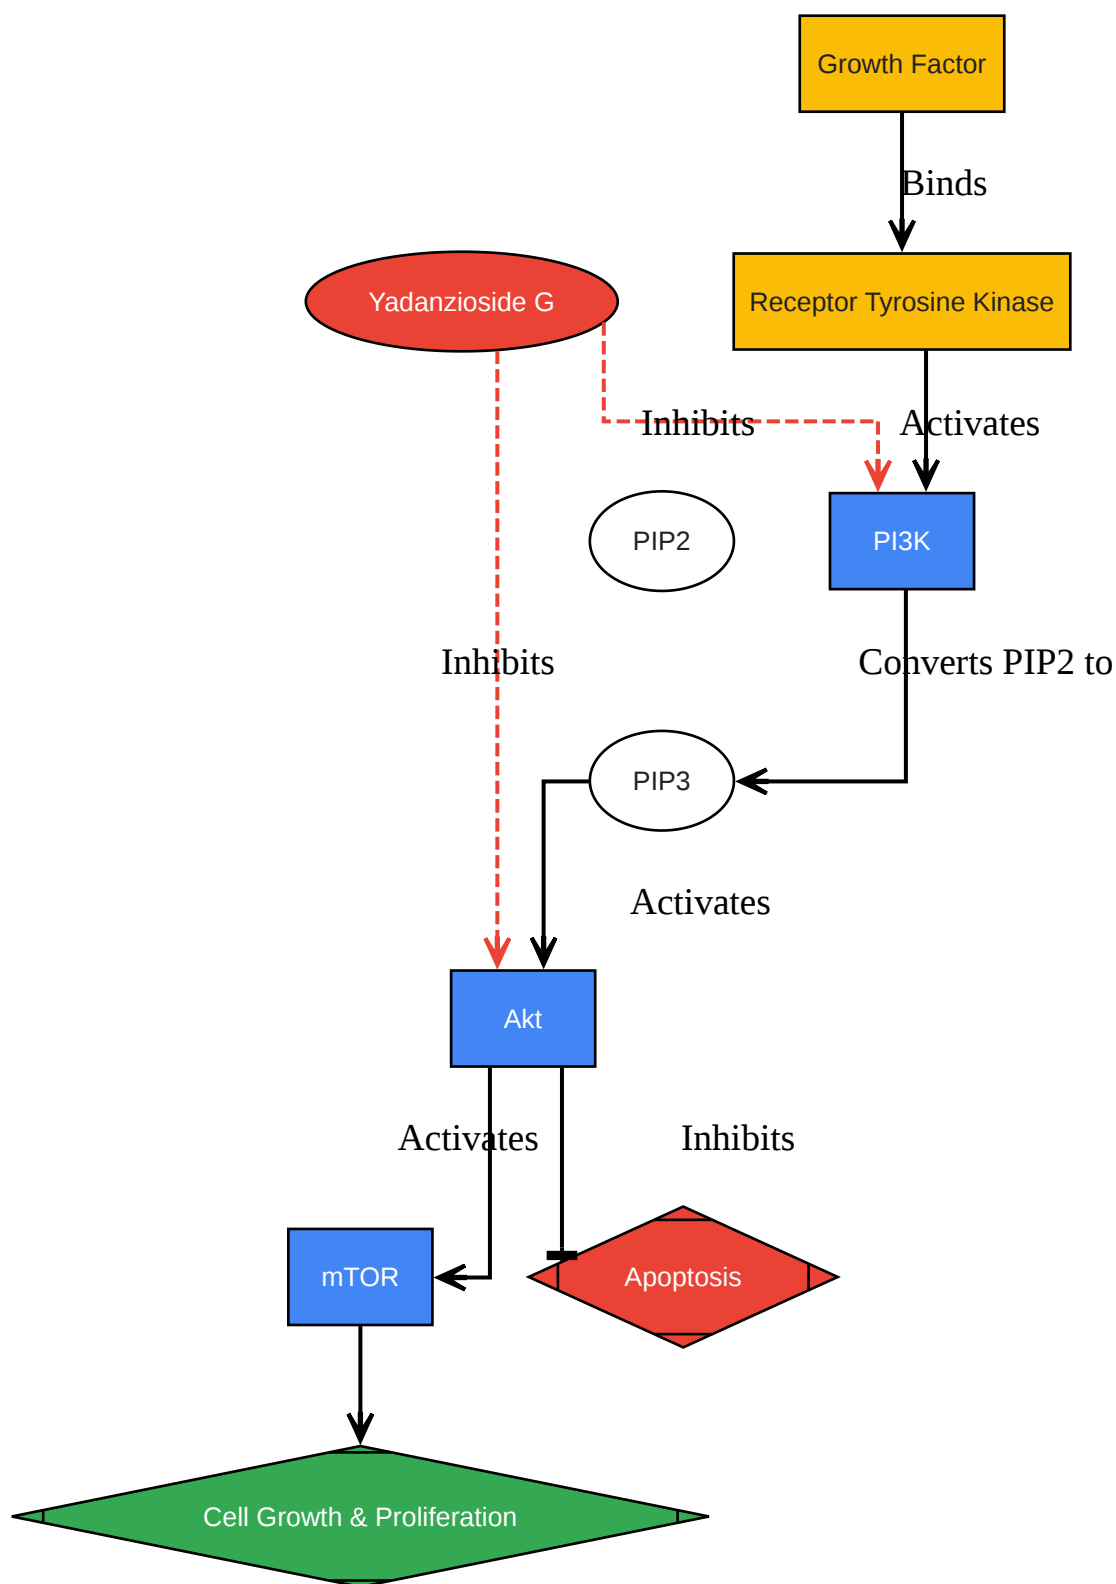 Growth Factor
Binds
Yadanzioside G
Receptor Tyrosine Kinase
Inhibits
Activates
PIP2
PI3K
Inhibits
Converts PIP2 to
PIP3
Activates
Akt
Activates
Inhibits
mTOR
Apoptosis
Cell Growth & Proliferation